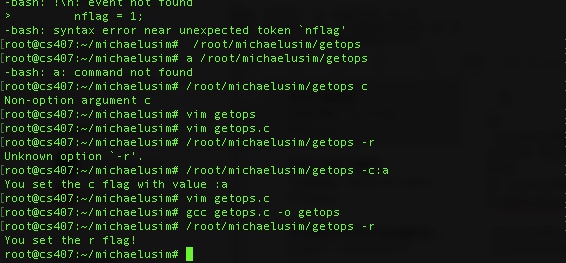 -bash: !\n: event not found
>        nflag = 1;
-bash: syntax error near unexpected token `nflag'
[root@cs407:~/michaelusim#  /root/michaelusim/getops
[root@cs407:~/michaelusim# a /root/michaelusim/getops
-bash: a: command not found
[root@cs407:~/michaelusim# /root/michaelusim/getops c
Non-option argument c
[root@cs407:~/michaelusim# vim getops
[root@cs407:~/michaelusim# vim getops.c
[root@cs407:~/michaelusim# /root/michaelusim/getops -r
Unknown option `-r'.
[root@cs407:~/michaelusim# /root/michaelusim/getops -c:a
You set the c flag with value :a
[root@cs407:~/michaelusim# vim getops.c
[root@cs407:~/michaelusim# gcc getops.c -o getops
[root@cs407:~/michaelusim# /root/michaelusim/getops -r
You set the r flag!
root@cs407:~/michaelusim#